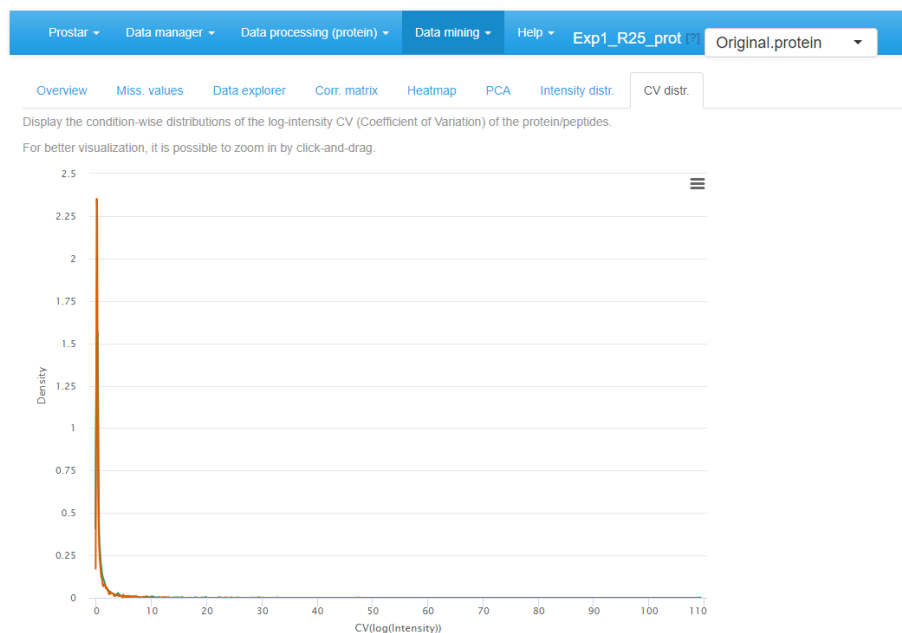 Prostar Data manager Data processing (protein) Data mining Help Exp1_R25_prot [?] Original.protein
Overview Miss. values Data explorer Corr. matrix Heatmap PCA Intensity distr. CV distr.
Display the condition-wise distributions of the log-intensity CV (Coefficient of Variation) of the protein/peptides.
For better visualization, it is possible to zoom in by click-and-drag.
2.5
2.25
2
1.75
1.5
1.25
1
0.75
0.5
0.25
0
Density
0 10 20 30 40 50 60 70 80 90 100 110
CV(log(Intensity))